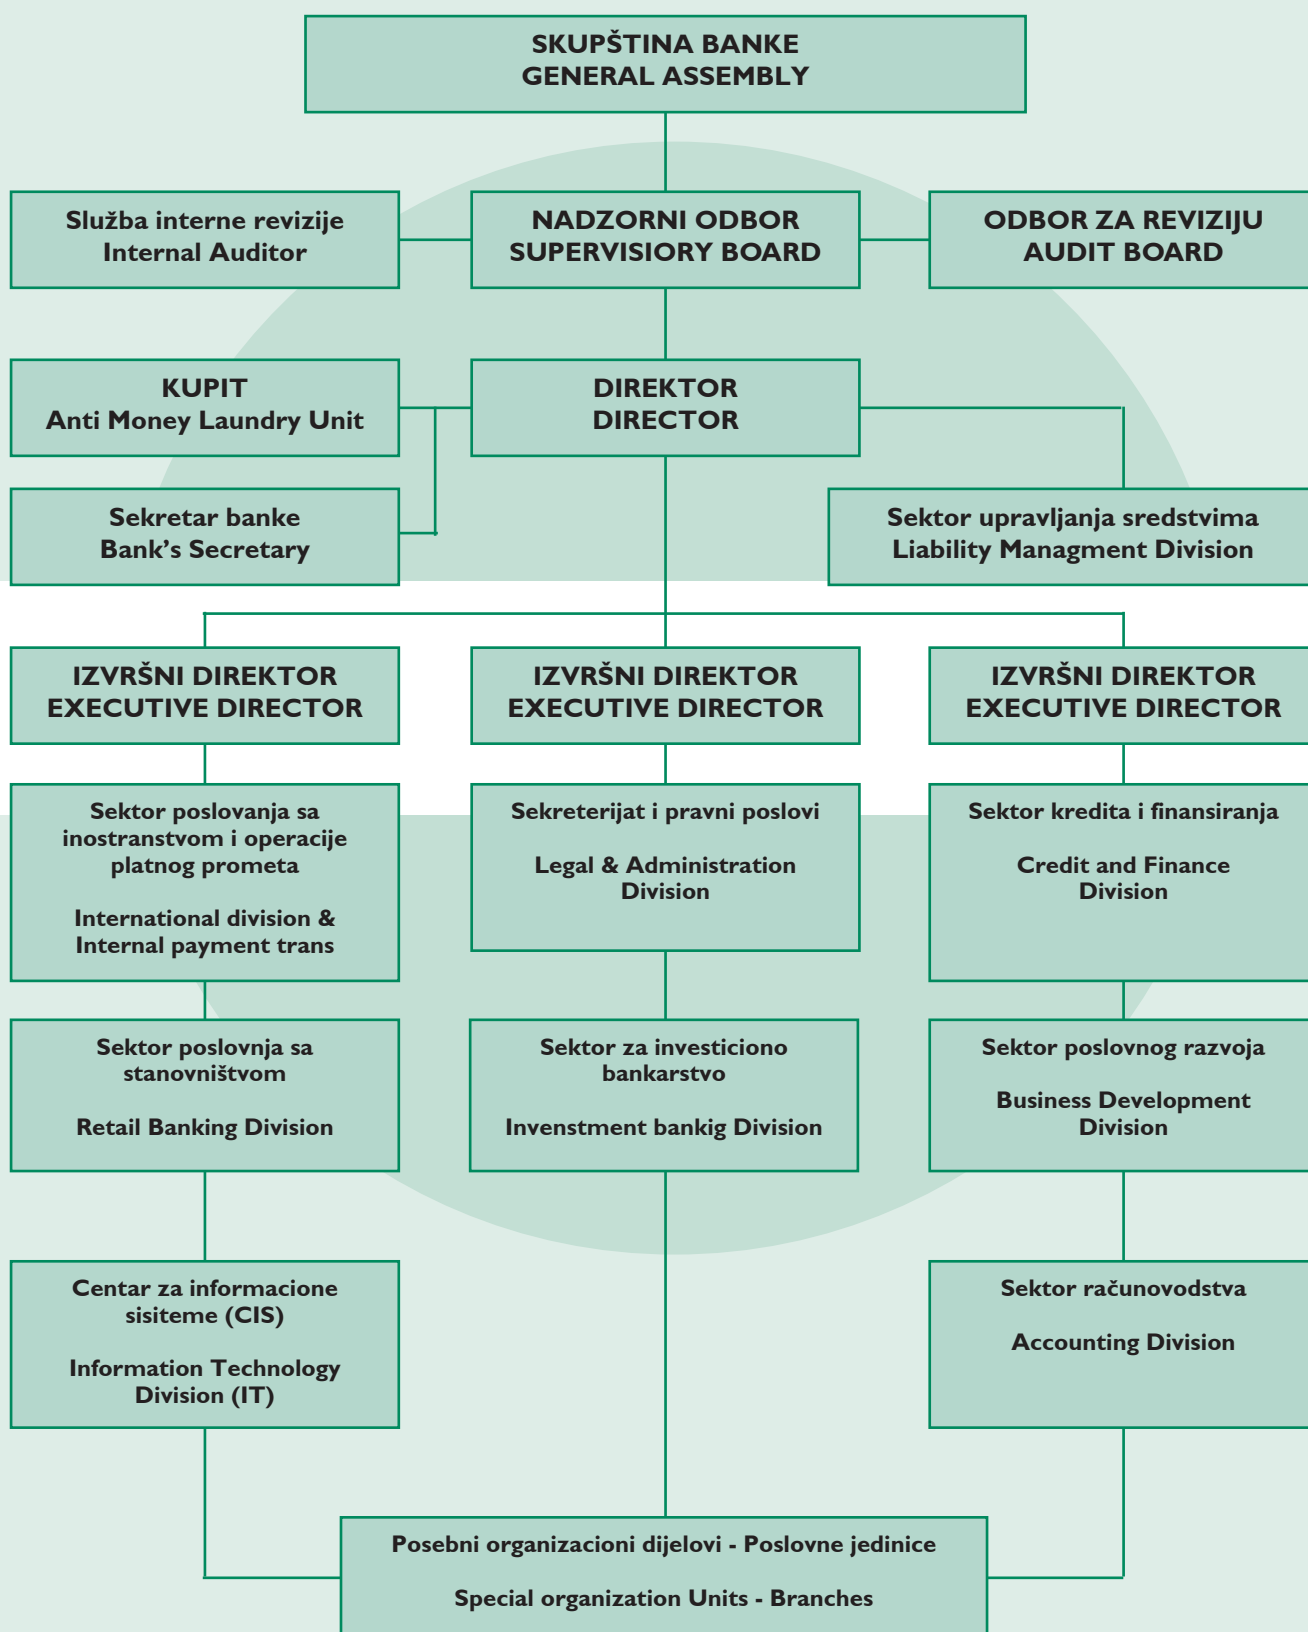 SKUPŠTINA BANKE
GENERAL ASSEMBLY
Služba interne revizije
Internal Auditor
NADZORNI ODBOR
SUPERVISIORY BOARD
ODBOR ZA REVIZIJU
AUDIT BOARD
KUPIT
Anti Money Laundry Unit
DIREKTOR
DIRECTOR
Sekretar banke
Bank’s Secretary
Sektor upravljanja sredstvima
Liability Managment Division
IZVRŠNI DIREKTOR
EXECUTIVE DIRECTOR
IZVRŠNI DIREKTOR
EXECUTIVE DIRECTOR
IZVRŠNI DIREKTOR
EXECUTIVE DIRECTOR
Sektor poslovanja sa
inostranstvom i operacije
platnog prometa
International division &
Internal payment trans
Sekreterijat i pravni poslovi
Legal & Administration
Division
Sektor kredita i finansiranja
Credit and Finance
Division
Sektor poslovnja sa
stanovništvom
Retail Banking Division
Sektor za investiciono
bankarstvo
Invenstment bankig Division
Sektor poslovnog razvoja
Business Development
Division
Centar za informacione
sisiteme (CIS)
Information Technology
Division (IT)
Sektor računovodstva
Accounting Division
Posebni organizacioni dijelovi - Poslovne jedinice
Special organization Units - Branches